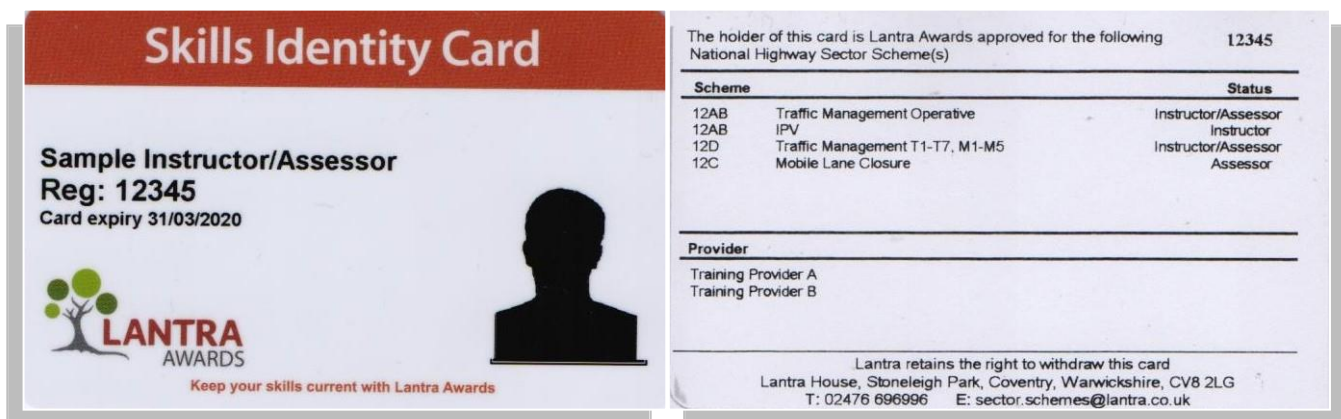 Skills Identity Card
Sample Instructor/Assessor
Reg: 12345
Card expiry 31/03/2020
LANTRA
AWARDS
Keep your skills current with Lantra Awards
The holder of this card is Lantra Awards approved for the following 12345
National Highway Sector Scheme(s)
Scheme Status
12AB Traffic Management Operative Instructor/Assessor
12AB IPV Instructor
12D Traffic Management T1-T7, M1-M5 Instructor/Assessor
12C Mobile Lane Closure Assessor
Provider
Training Provider A
Training Provider B
Lantra retains the right to withdraw this card
Lantra House, Stoneleigh Park, Coventry, Warwickshire, CV8 2LG
T: 02476 696996 E: sector.schemes@lantra.co.uk